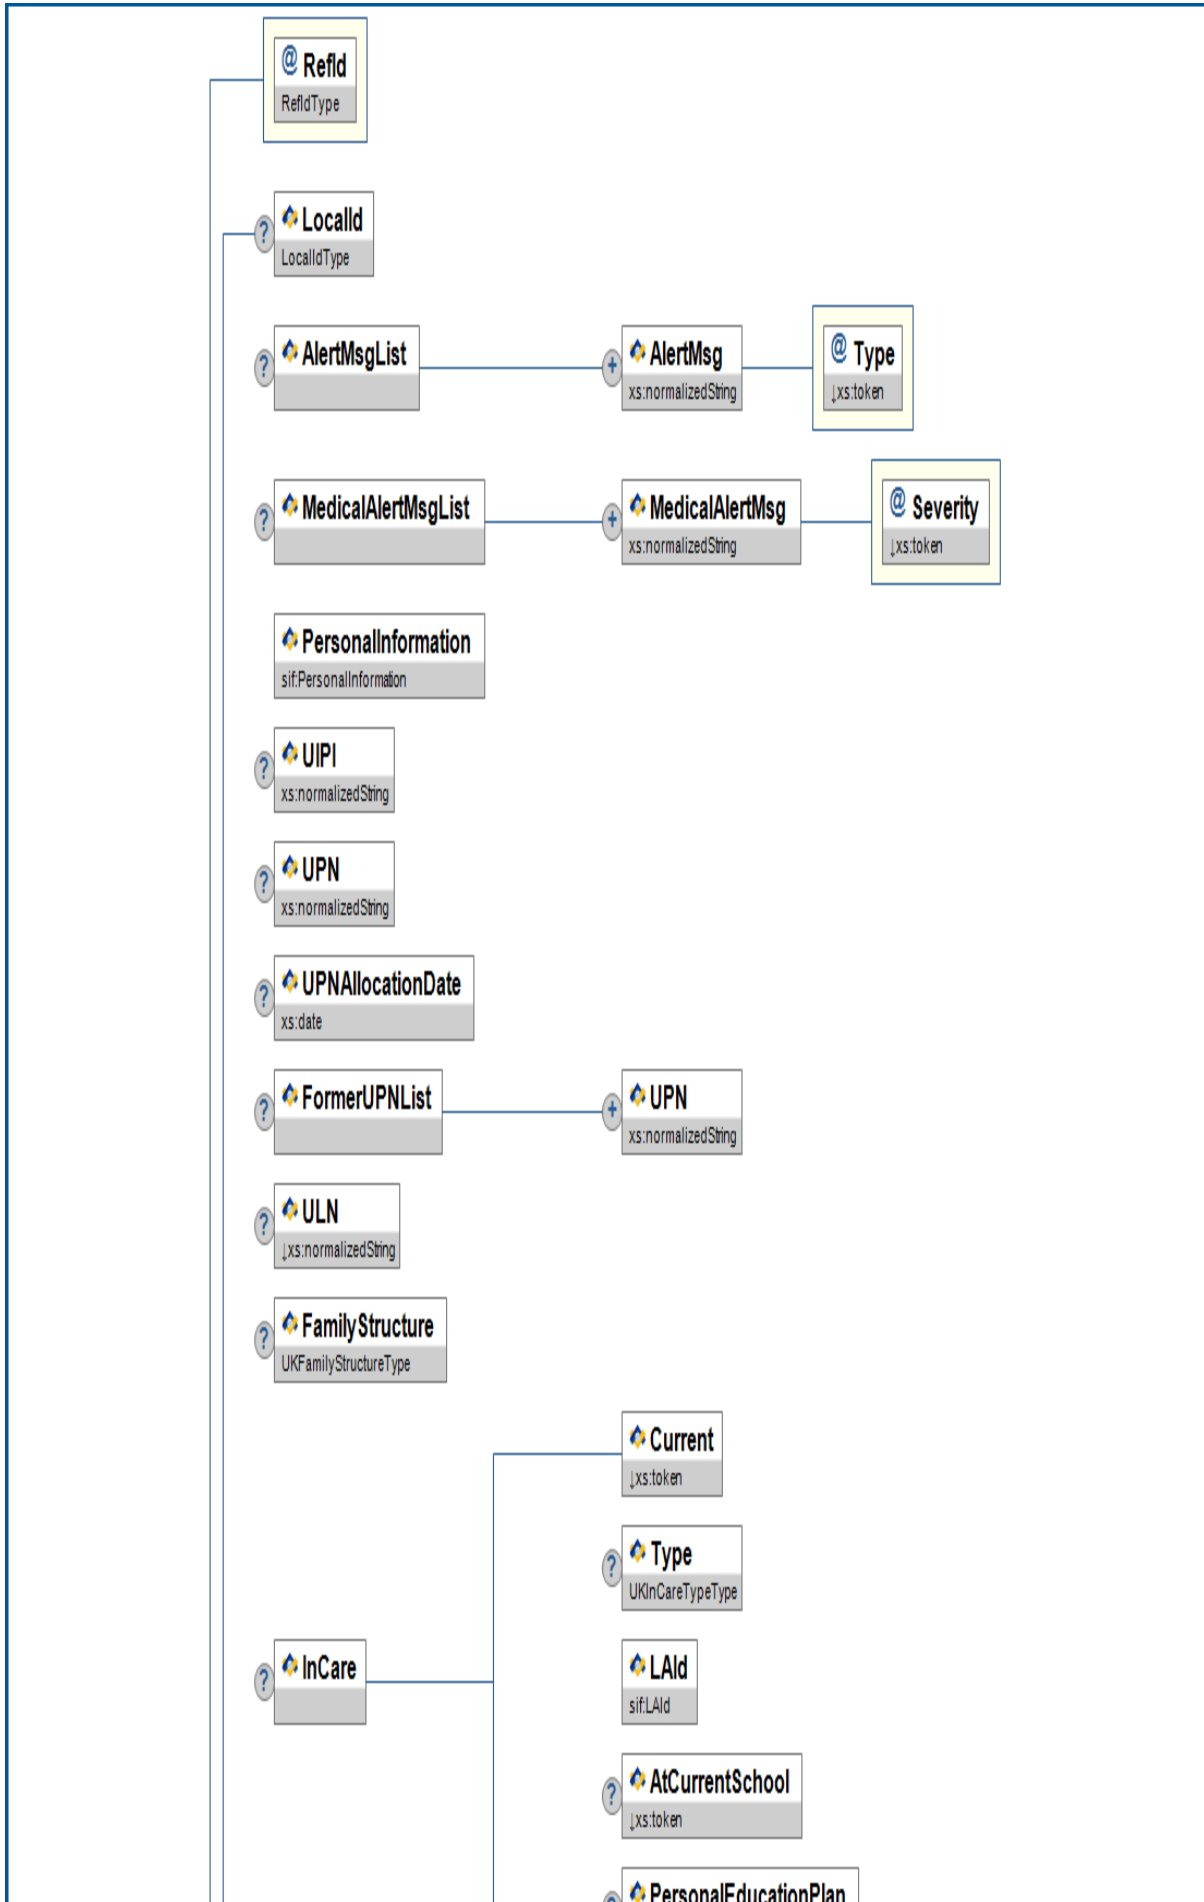 @ RefId
RefIdType
? LocalId
LocalIdType
? AlertMsgList
+ AlertMsg
xs:normalizedString
@ Type
↓xs:token
? MedicalAlertMsgList
+ MedicalAlertMsg
xs:normalizedString
@ Severity
↓xs:token
PersonalInformation
sif:PersonalInformation
? UIPI
xs:normalizedString
? UPN
xs:normalizedString
? UPNAllocationDate
xs:date
? FormerUPNList
+ UPN
xs:normalizedString
? ULN
↓xs:normalizedString
? FamilyStructure
UKFamilyStructureType
? InCare
Current
↓xs:token
? Type
UKInCareTypeType
LAId
sif:LAId
? AtCurrentSchool
↓xs:token
? PersonalEducationPlan